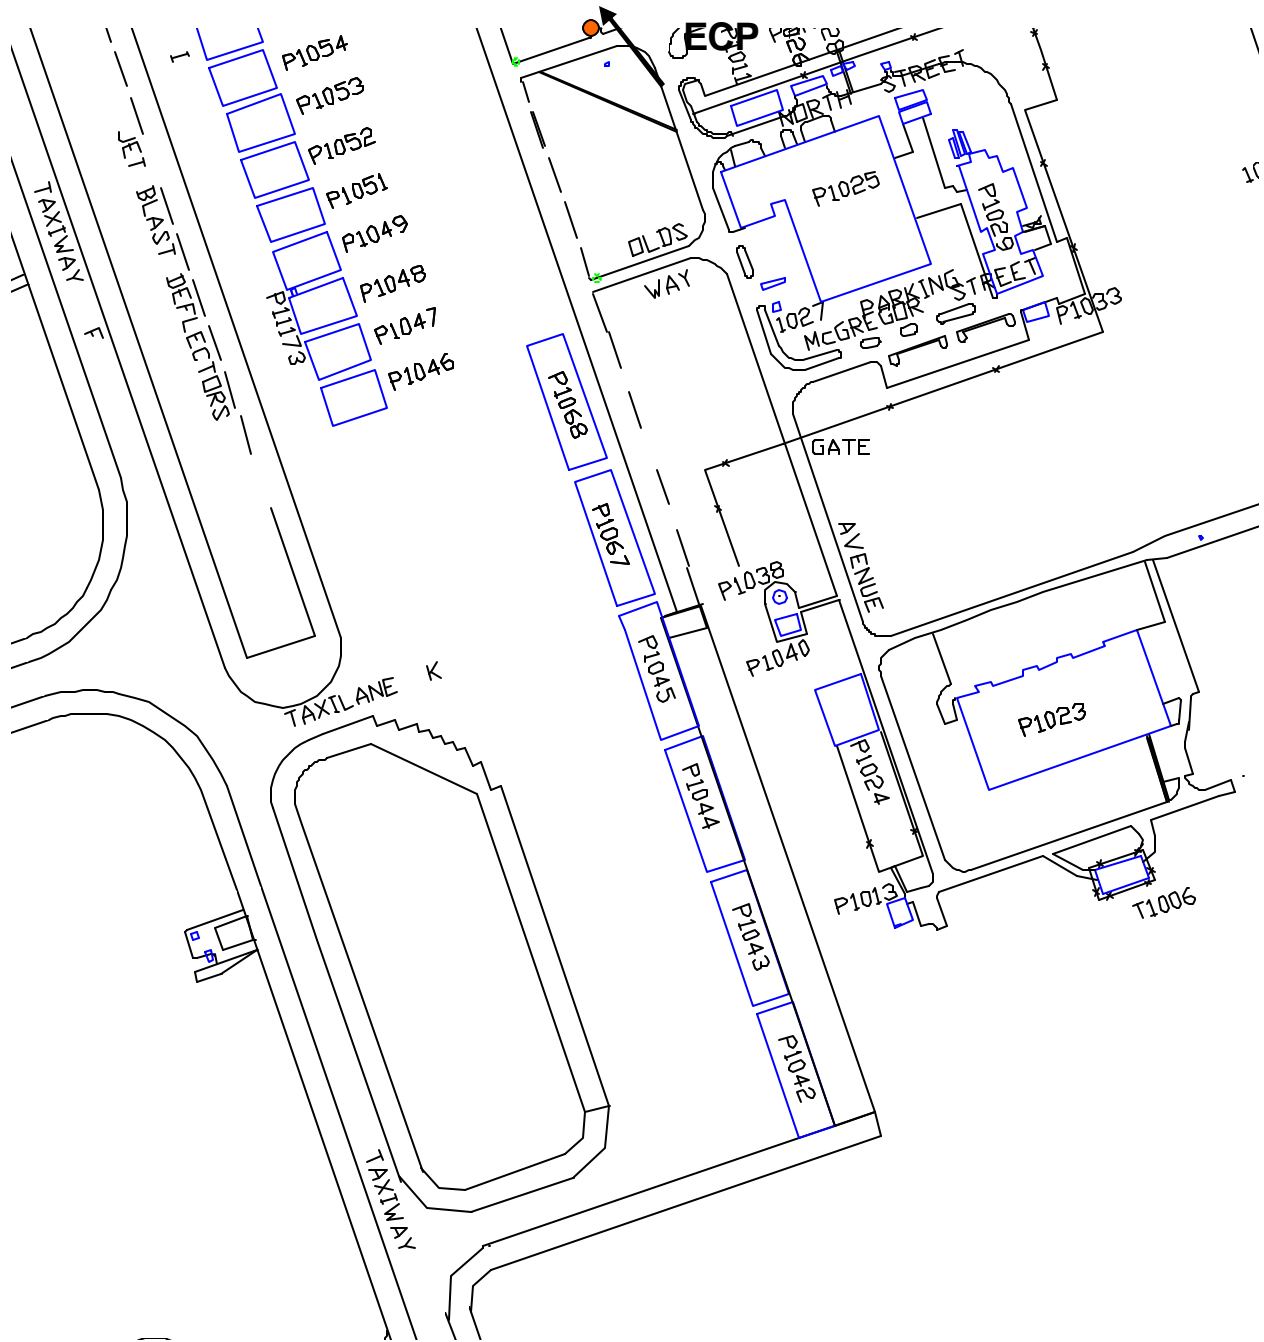 ECP
P1054
I
P1053
P1011
STREET
NORTH
JET BLAST DEFLECTORS
P1052
P1051
P1025
P1029
TAXIWAY F
P1049
OLDS
WAY
P1048
PARKING
STREET
P11173
P1047
1027
McGREGOR
P1033
P1046
P1068
GATE
P1067
AVENUE
P1038
P1045
P1040
TAXILANE K
P1023
P1044
P1024
P1013
T1006
P1043
P1042
TAXIWAY